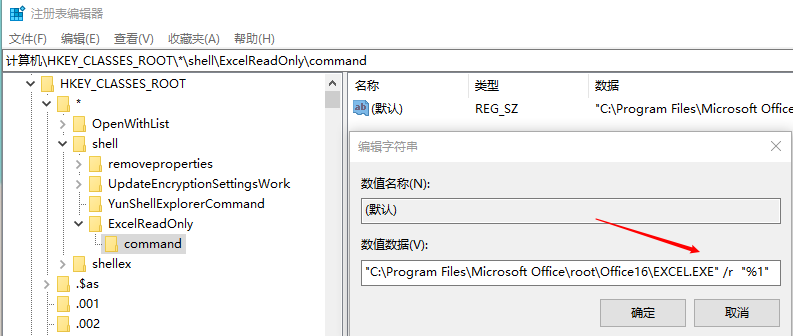 注册表编辑器
文件(F) 编辑(E) 查看(V) 收藏夹(A) 帮助(H)
计算机\HKEY_CLASSES_ROOT\*\shell\ExcelReadOnly\command
HKEY_CLASSES_ROOT
*
OpenWithList
shell
removeproperties
UpdateEncryptionSettingsWork
YunShellExplorerCommand
ExcelReadOnly
command
shellex
.$as
.001
.002
名称 类型 数据
ab (默认) REG_SZ "C:\Program Files\Microsoft Office
编辑字符串
数值名称(N):
(默认)
数值数据(V):
"C:\Program Files\Microsoft Office\root\Office16\EXCEL.EXE" /r  "%1"
确定 取消